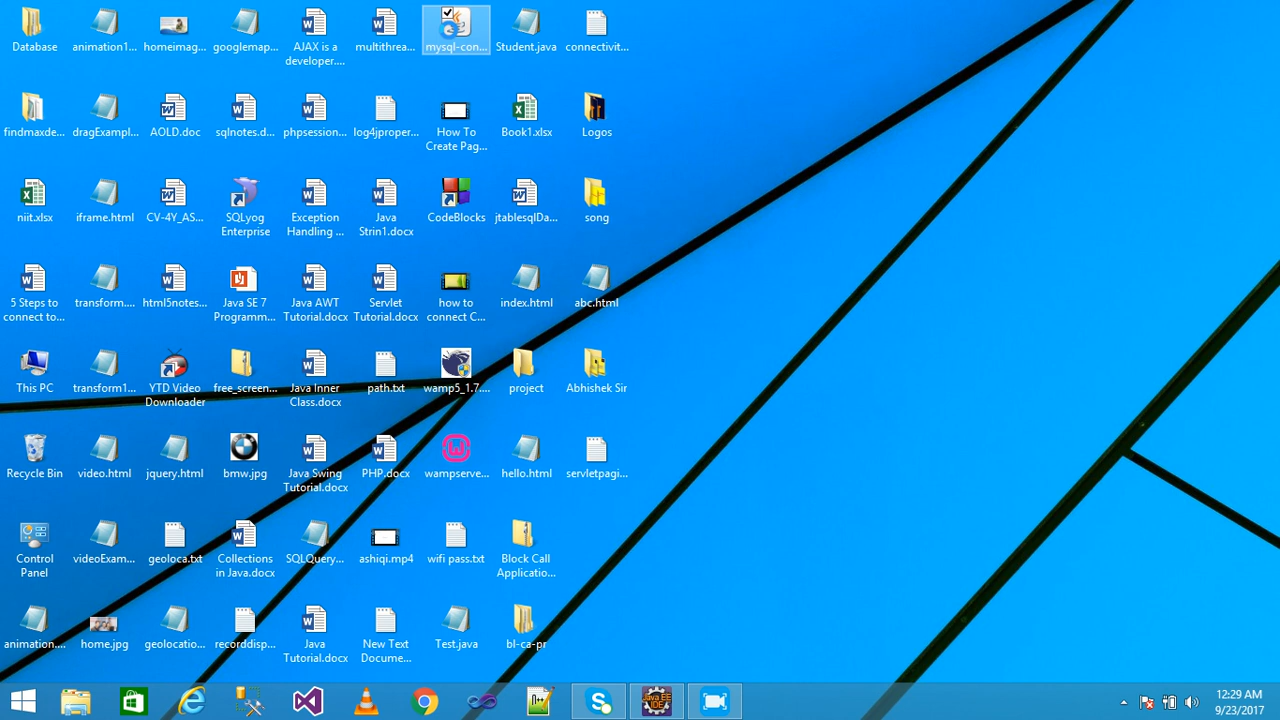 Database
animation1...
homeimag...
googlemap...
AJAX is a
developer....
multithrea...
mysql-con...
Student.java
connectivit...
findmaxde...
dragExampl...
AOLD.doc
sqlnotes.d...
phpsession...
log4jproper...
How To
Create Pag...
Book1.xlsx
Logos
niit.xlsx
iframe.html
CV-4Y_AS...
SQLyog
Enterprise
Exception
Handling ...
Java
Strin1.docx
CodeBlocks
jtablesqlDa...
song
5 Steps to
connect to...
transform....
html5notes...
Java SE 7
Programm...
Java AWT
Tutorial.docx
Servlet
Tutorial.docx
how to
connect C...
index.html
abc.html
This PC
transform1...
YTD Video
Downloader
free_screen...
Java Inner
Class.docx
path.txt
wamp5_1.7....
project
Abhishek Sir
Recycle Bin
video.html
jquery.html
bmw.jpg
Java Swing
Tutorial.docx
PHP.docx
wampserve...
hello.html
servletpagi...
Control
Panel
videoExam...
geoloca.txt
Collections
in Java.docx
SQLQuery...
ashiqi.mp4
wifi pass.txt
Block Call
Applicatio...
animation....
home.jpg
geolocatio...
recorddisp...
Java
Tutorial.docx
New Text
Docume...
Test.java
bl-ca-pr
Java EE
IDE
12:29 AM
9/23/2017